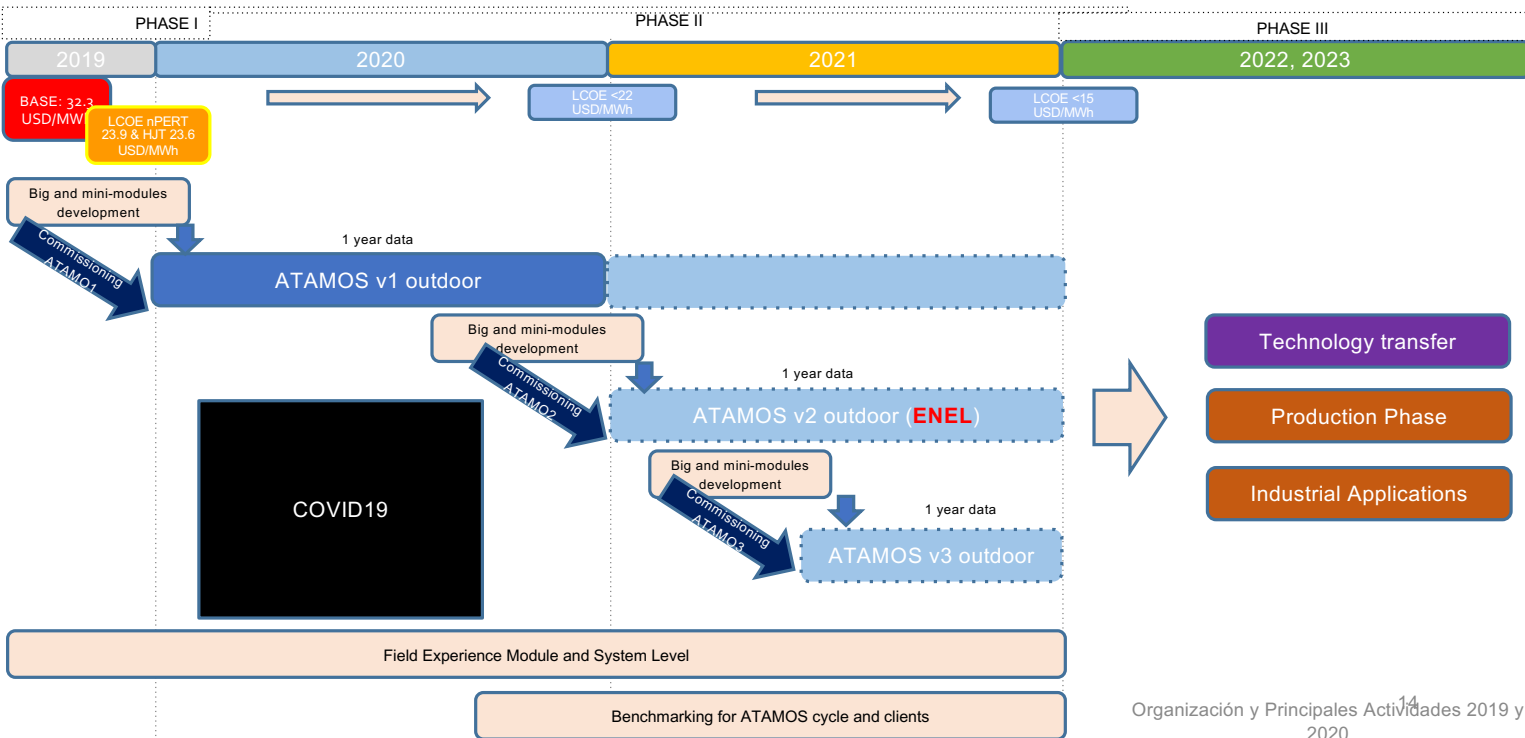 PHASE I
PHASE II
PHASE III
2019
2020
2021
2022, 2023
BASE: 32.3
USD/MW
LCOE nPERT
23.9 & HJT 23.6
USD/MWh
LCOE <22
USD/MWh
LCOE <15
USD/MWh
Big and mini-modules
development
Commissioning
ATAMO1
1 year data
ATAMOS v1 outdoor
Big and mini-modules
development
Commissioning
ATAMO2
1 year data
ATAMOS v2 outdoor (ENEL)
Big and mini-modules
development
Commissioning
ATAMO3
1 year data
ATAMOS v3 outdoor
COVID19
Technology transfer
Production Phase
Industrial Applications
Field Experience Module and System Level
Benchmarking for ATAMOS cycle and clients
Organización y Principales Actividades 2019 y
2020
14